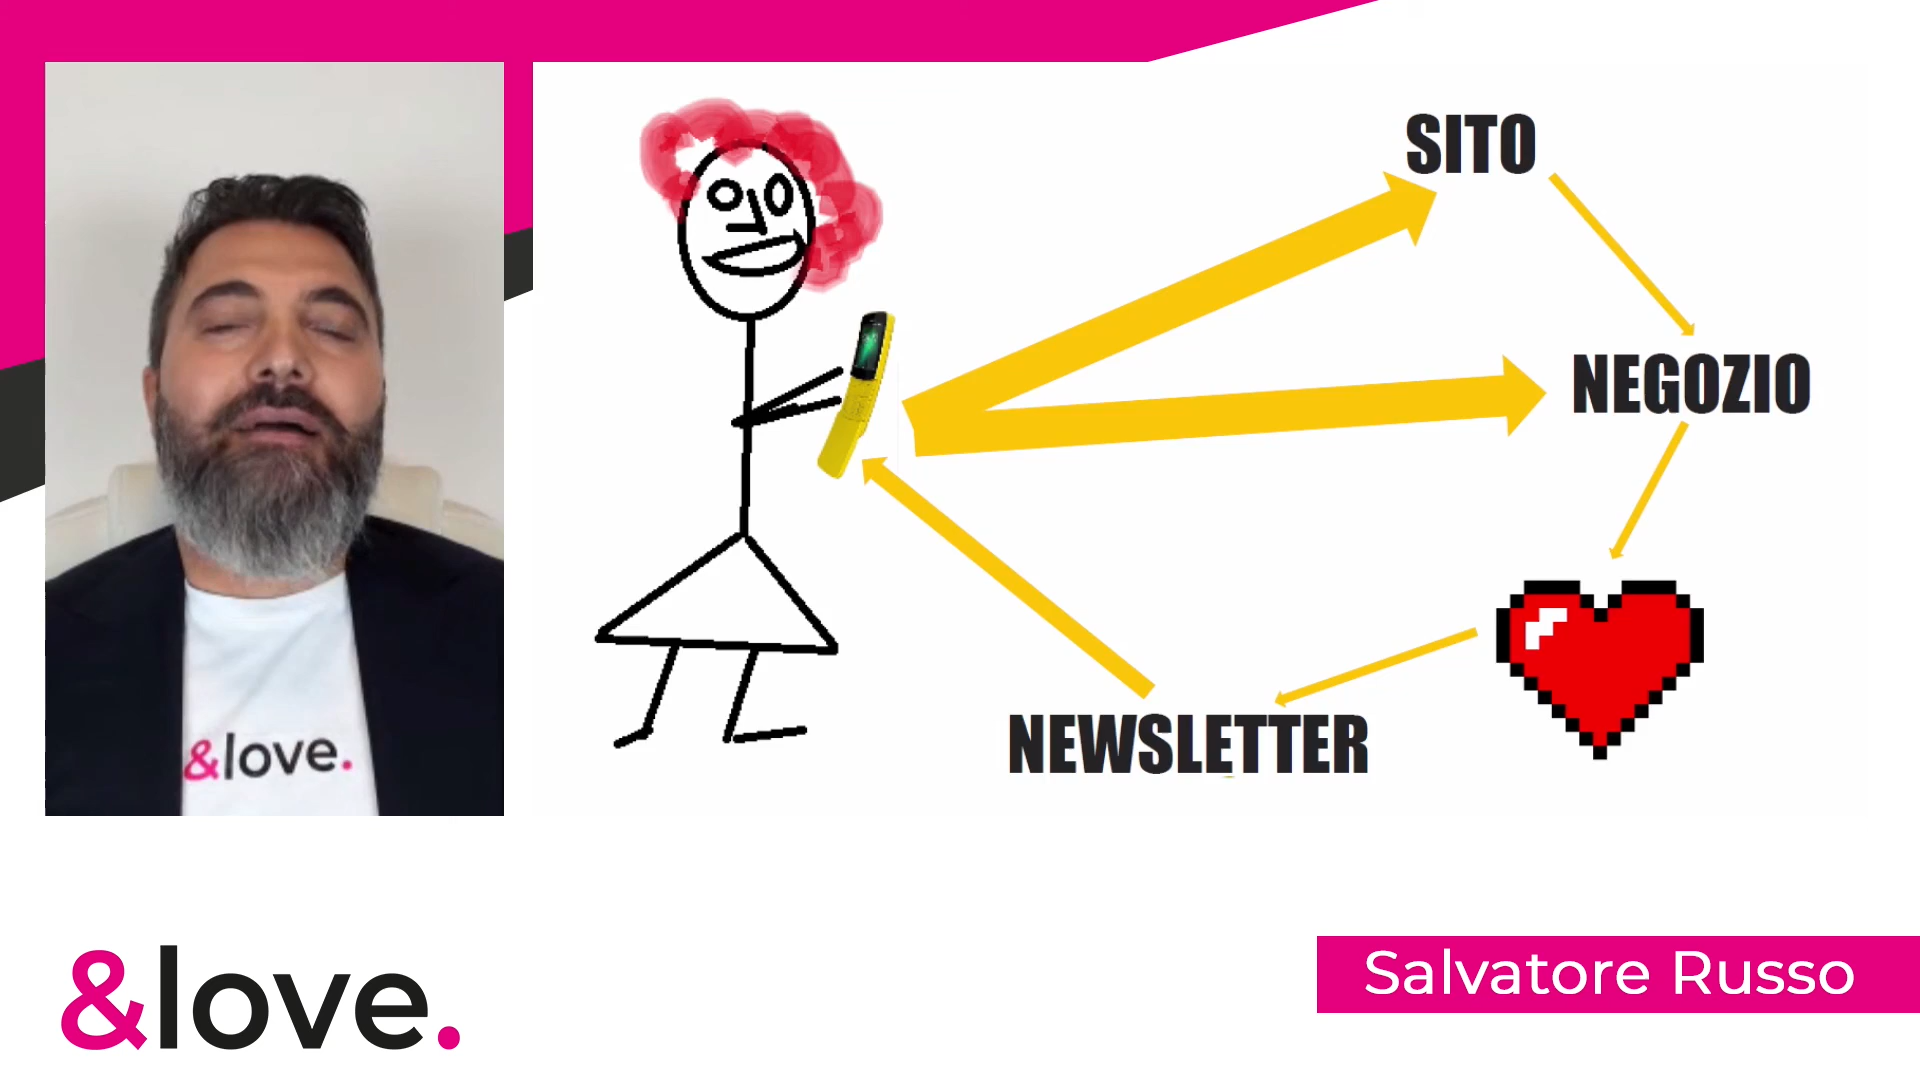 SITO
NEGOZIO
NEWSLETTER
&love.
&love.
Salvatore Russo